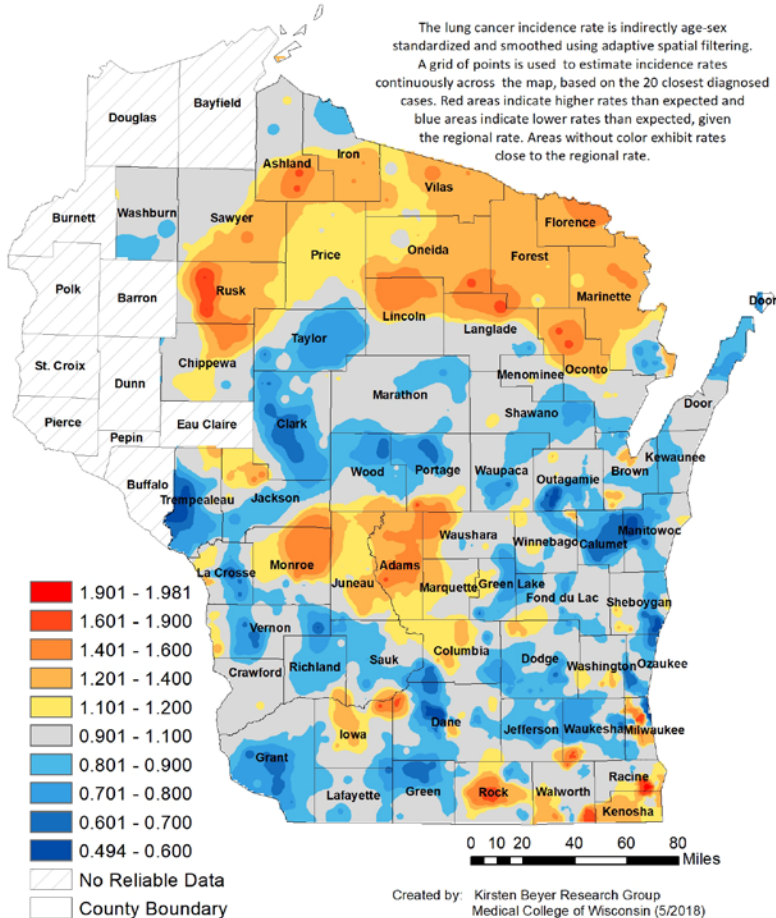 The lung cancer incidence rate is indirectly age-sex
standardized and smoothed using adaptive spatial filtering.
A grid of points is used to estimate incidence rates
continuously across the map, based on the 20 closest diagnosed
cases. Red areas indicate higher rates than expected and
blue areas indicate lower rates than expected, given
the regional rate. Areas without color exhibit rates
close to the regional rate.
Douglas
Bayfield
Iron
Ashland
Vilas
Burnett
Washburn
Sawyer
Florence
Price
Oneida
Forest
Polk
Barron
Rusk
Marinette
Door
Lincoln
Langlade
Taylor
St. Croix
Chippewa
Menominee
Oconto
Dunn
Marathon
Door
Pierce
Eau Claire
Clark
Shawano
Pepin
Kewaunee
Buffalo
Trempealeau
Jackson
Wood
Portage
Waupaca
Outagamie
Brown
Waushara
Winnebago
Calumet
Manitowoc
La Crosse
Monroe
Juneau
Adams
Marquette
Green Lake
Fond du Lac
Sheboygan
Vernon
Richland
Sauk
Columbia
Dodge
Washington
Ozaukee
Crawford
Iowa
Dane
Jefferson
Waukesha
Milwaukee
Grant
Lafayette
Green
Rock
Walworth
Racine
Kenosha
1.901 - 1.981
1.601 - 1.900
1.401 - 1.600
1.201 - 1.400
1.101 - 1.200
0.901 - 1.100
0.801 - 0.900
0.701 - 0.800
0.601 - 0.700
0.494 - 0.600
No Reliable Data
County Boundary
0 10 20 40 60 80
Miles
Created by: Kirsten Beyer Research Group
Medical College of Wisconsin (5/2018)